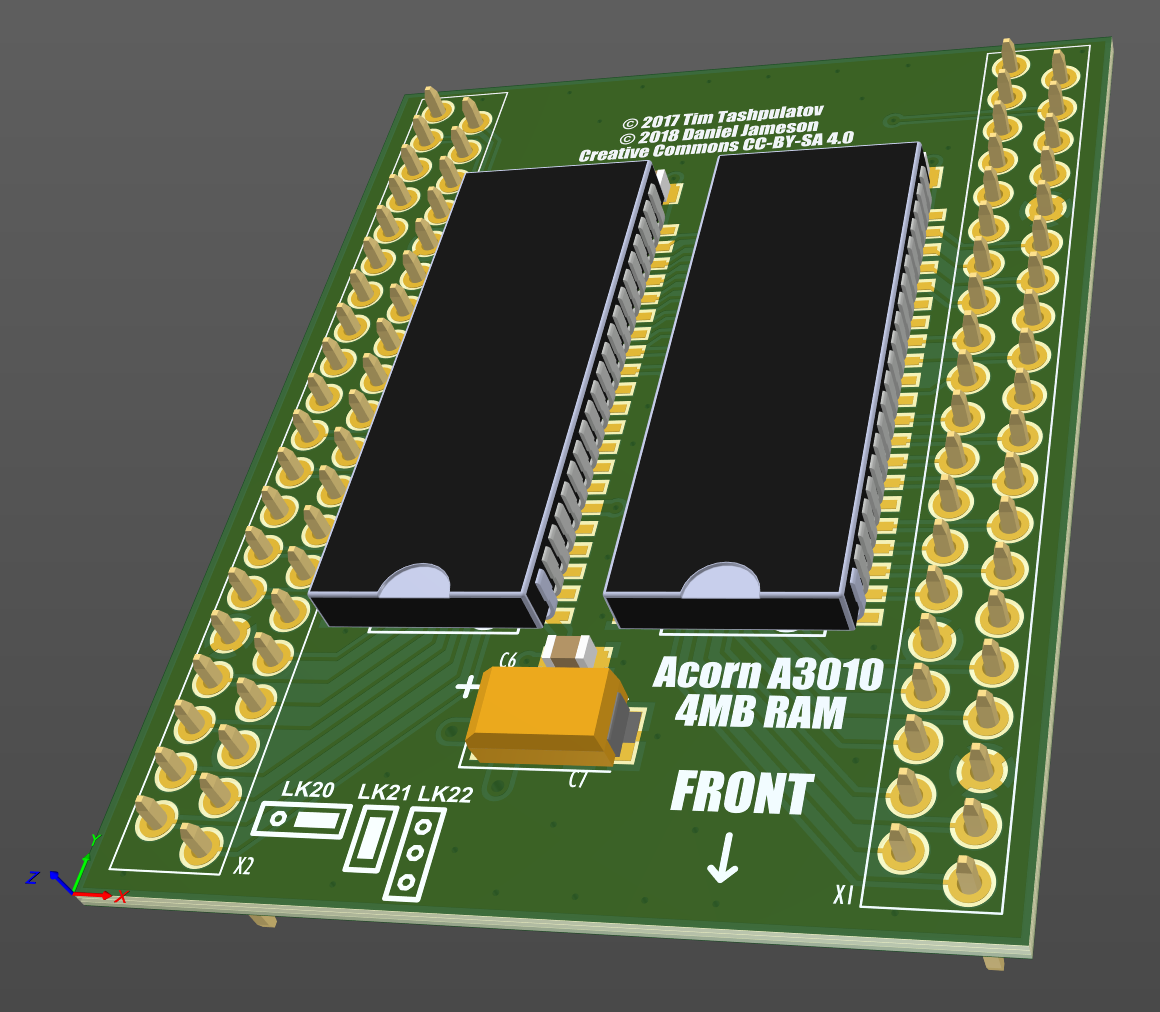 © 2017 Tim Tashpulatov
© 2018 Daniel Jameson
Creative Commons CC-BY-SA 4.0
C6
+
Acorn A3010
4MB RAM
C7
FRONT
LK20
LK21
LK22
X2
X1
Y
Z
X